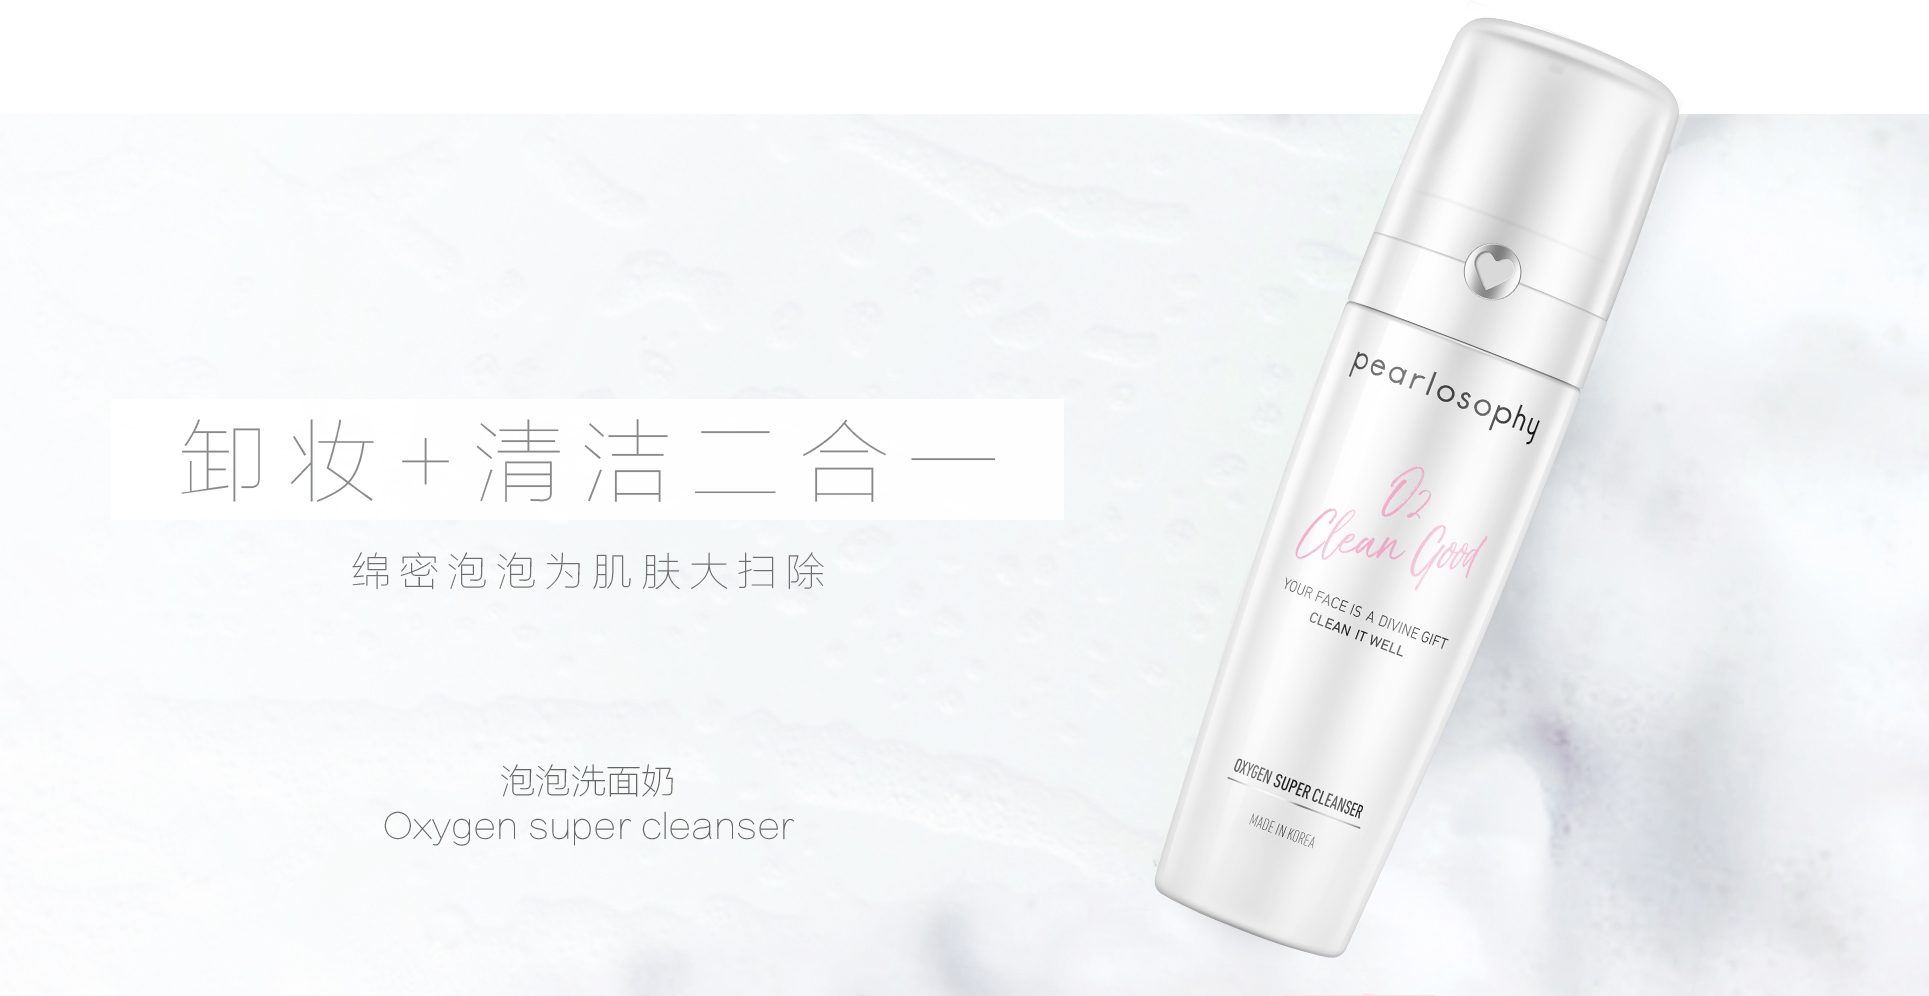 卸妆+清洁二合一
绵密泡泡为肌肤大扫除
泡泡洗面奶
Oxygen super cleanser
pearlosophy
O2
Clean Good
YOUR FACE IS A DIVINE GIFT
CLEAN IT WELL
OXYGEN SUPER CLEANSER
MADE IN KOREA